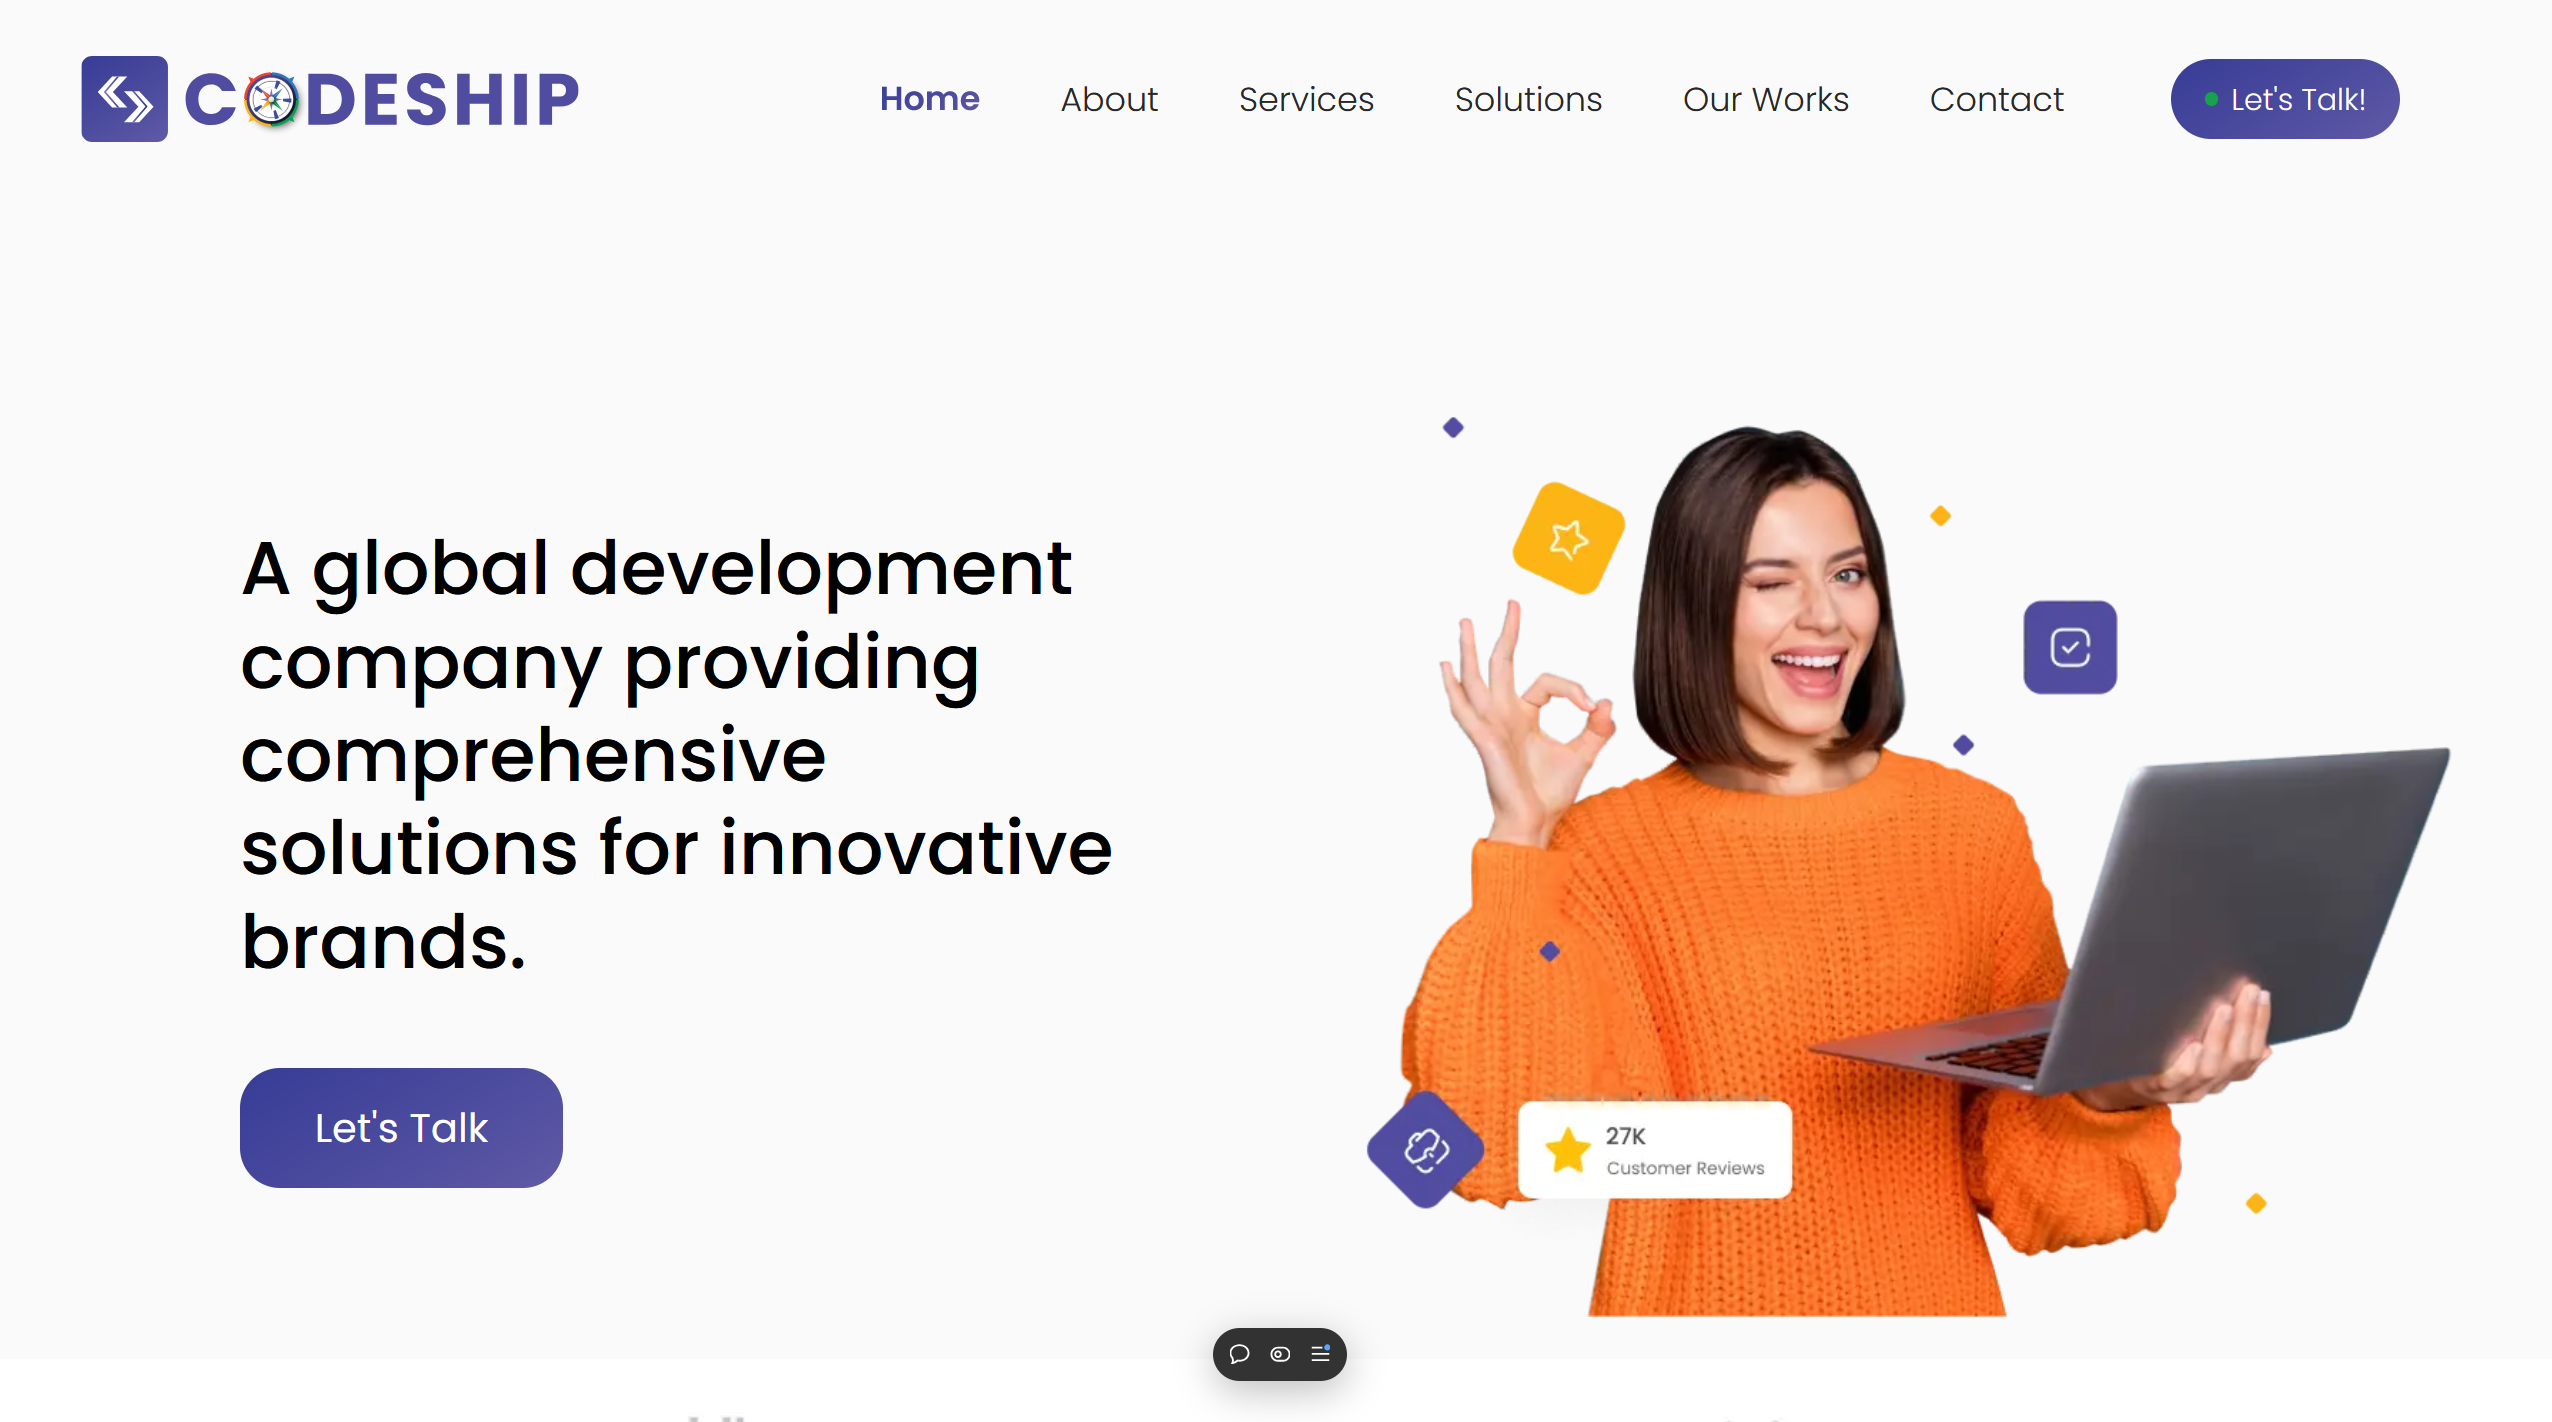 CODESHIP
Home
About
Services
Solutions
Our Works
Contact
Let's Talk!
A global development
company providing
comprehensive
solutions for innovative
brands.
Let's Talk
27K
Customer Reviews